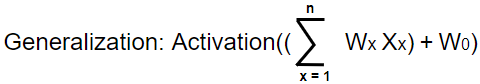 n
Generalization: Activation((∑ Wx Xx) + W0)
x = 1